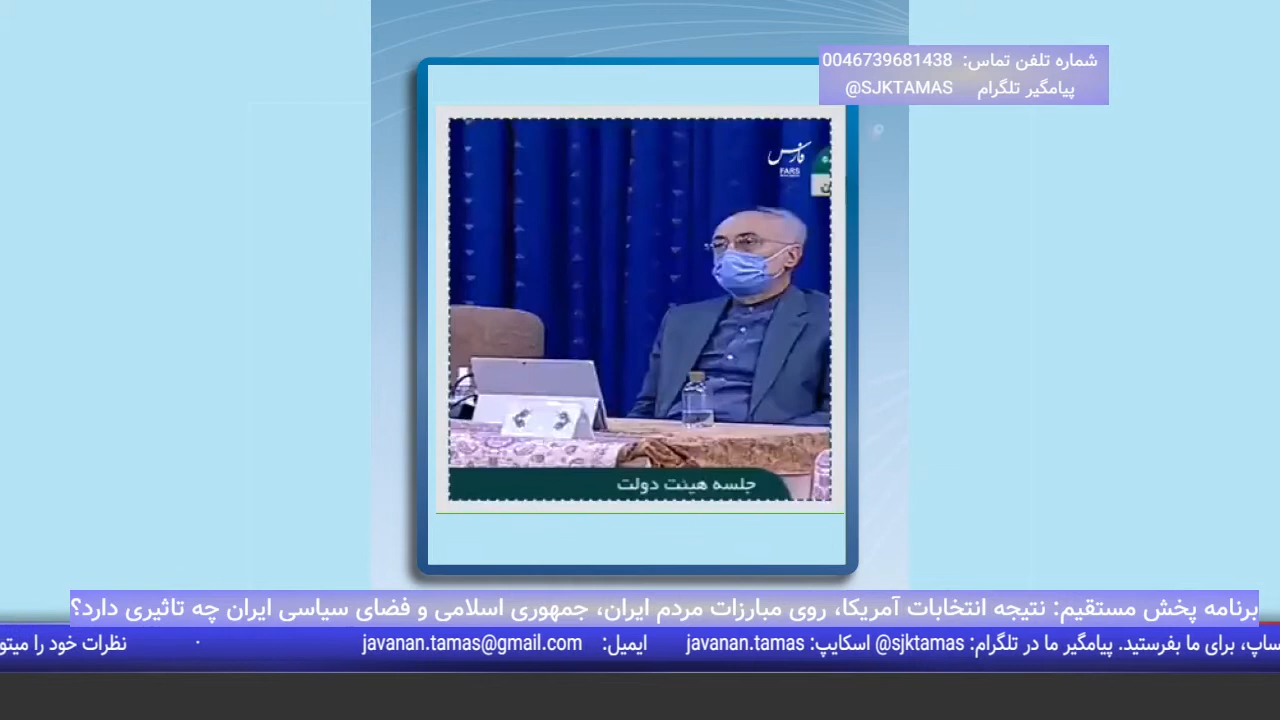 شماره تلفن تماس: 0046739681438
پیامگیر تلگرام @SJKTAMAS
فارس
FARS
جلسه هیئت دولت
برنامه پخش مستقیم: نتیجه انتخابات آمریکا، روی مبارزات مردم ایران، جمهوری اسلامی و فضای سیاسی ایران چه تاثیری دارد؟
برای ما بفرستید. پیامگیر ما در تلگرام: @sjktamas اسکایپ: javanan.tamas ایمیل: javanan.tamas@gmail.com · نظرات خود را